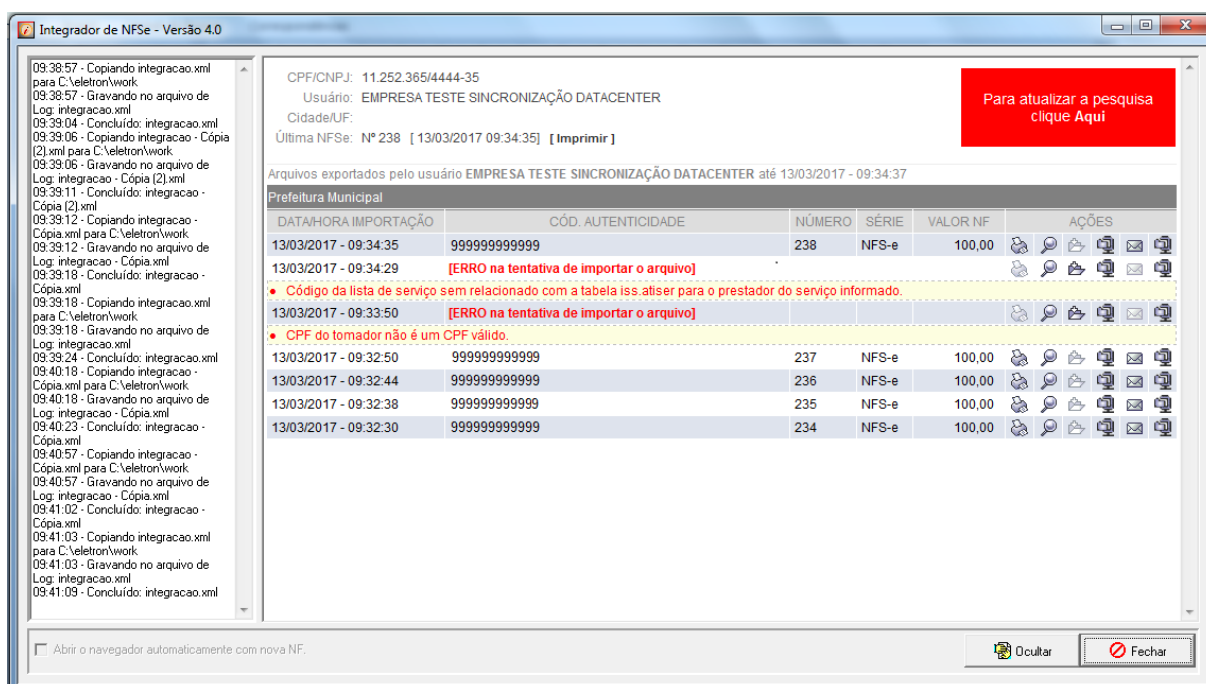 Integrador de NFSe - Versão 4.0
09:38:57 - Copiando integracao.xml
para C:\eletron\work
09:38:57 - Gravando no arquivo de
Log: integracao.xml
09:39:04 - Concluído: integracao.xml
09:39:06 - Copiando integracao - Cópia
(2).xml para C:\eletron\work
09:39:06 - Gravando no arquivo de
Log: integracao - Cópia (2).xml
09:39:11 - Concluído: integracao -
Cópia (2).xml
09:39:12 - Copiando integracao -
Cópia.xml para C:\eletron\work
09:39:12 - Gravando no arquivo de
Log: integracao - Cópia.xml
09:39:18 - Concluído: integracao -
Cópia.xml
09:39:18 - Copiando integracao.xml
para C:\eletron\work
09:39:18 - Gravando no arquivo de
Log: integracao.xml
09:39:24 - Concluído: integracao.xml
09:40:18 - Copiando integracao -
Cópia.xml para C:\eletron\work
09:40:18 - Gravando no arquivo de
Log: integracao - Cópia.xml
09:40:23 - Concluído: integracao -
Cópia.xml
09:40:57 - Copiando integracao -
Cópia.xml para C:\eletron\work
09:40:57 - Gravando no arquivo de
Log: integracao - Cópia.xml
09:41:02 - Concluído: integracao -
Cópia.xml
09:41:03 - Copiando integracao.xml
para C:\eletron\work
09:41:03 - Gravando no arquivo de
Log: integracao.xml
09:41:09 - Concluído: integracao.xml
CPF/CNPJ: 11.252.365/4444-35
Usuário: EMPRESA TESTE SINCRONIZAÇÃO DATACENTER
Cidade/UF:
Última NFSe: Nº 238 [ 13/03/2017 09:34:35] [ Imprimir ]
Para atualizar a pesquisa
clique Aqui
Arquivos exportados pelo usuário EMPRESA TESTE SINCRONIZAÇÃO DATACENTER até 13/03/2017 - 09:34:37
Prefeitura Municipal
DATA/HORA IMPORTAÇÃO CÓD. AUTENTICIDADE NÚMERO SÉRIE VALOR NF AÇÕES
13/03/2017 - 09:34:35 999999999999 238 NFS-e 100,00
13/03/2017 - 09:34:29 [ERRO na tentativa de importar o arquivo]
• Código da lista de serviço sem relacionado com a tabela iss.atiser para o prestador do serviço informado.
13/03/2017 - 09:33:50 [ERRO na tentativa de importar o arquivo]
• CPF do tomador não é um CPF válido.
13/03/2017 - 09:32:50 999999999999 237 NFS-e 100,00
13/03/2017 - 09:32:44 999999999999 236 NFS-e 100,00
13/03/2017 - 09:32:38 999999999999 235 NFS-e 100,00
13/03/2017 - 09:32:30 999999999999 234 NFS-e 100,00
Abrir o navegador automaticamente com nova NF.
Ocultar
Fechar